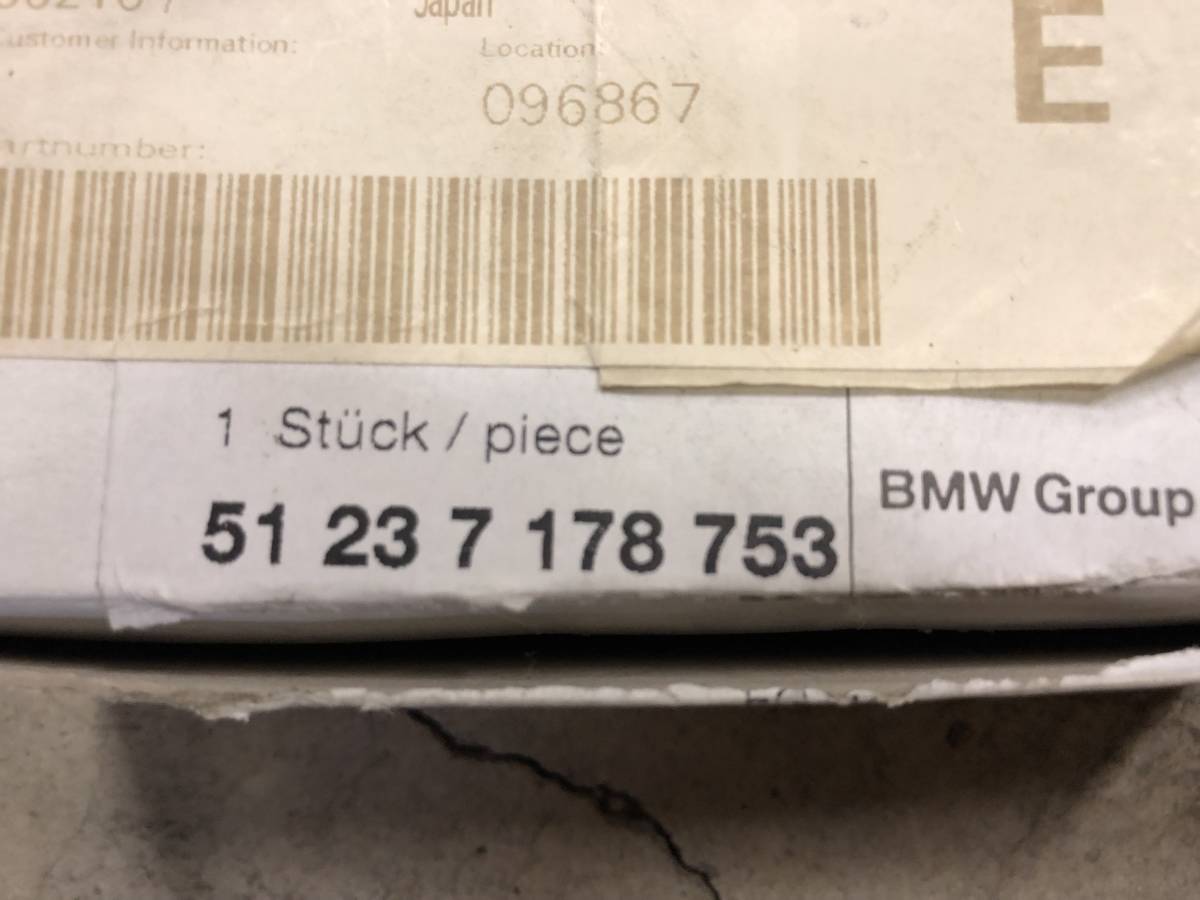 Japan
Customer Information:
Location:
096867
E
artnumber:
1 Stück / piece
51 23 7 178 753
BMW Group